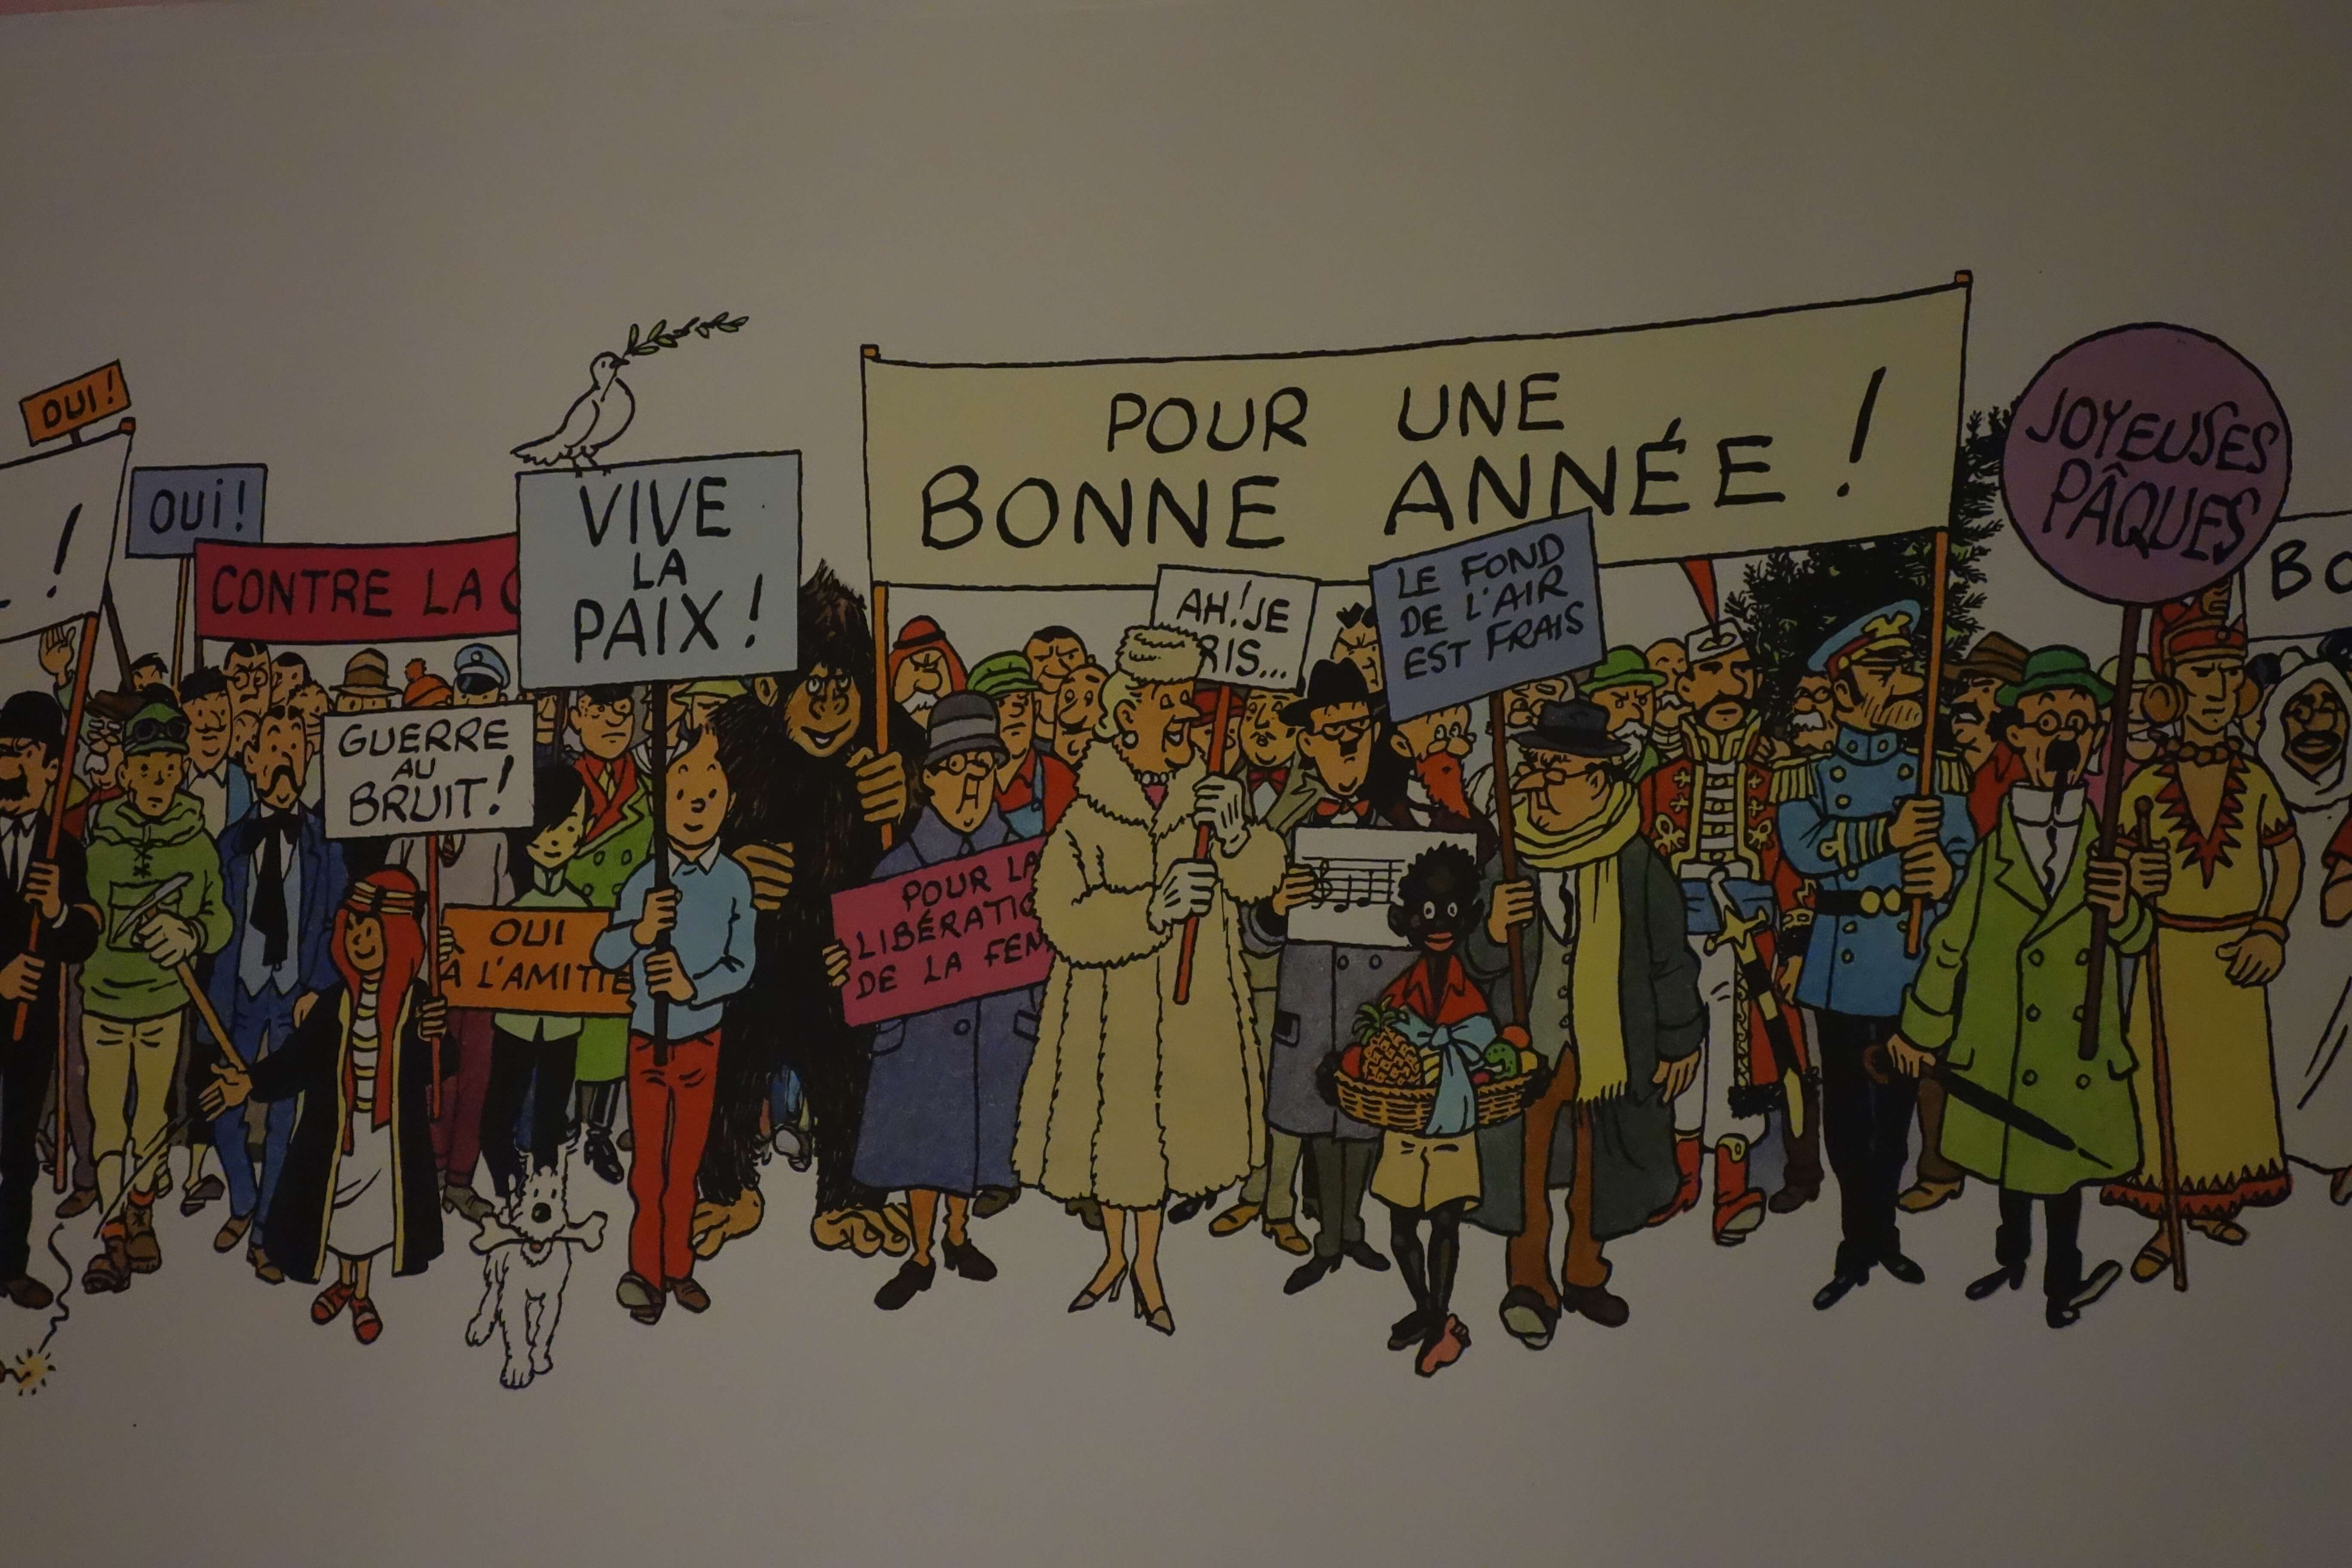 OUI!
!
OUI!
CONTRE LA
VIVE
LA
PAIX!
GUERRE
AU
BRUIT!
OUI
À L'AMITIÉ
POUR UNE
BONNE ANNÉE!
POUR LA
LIBÉRATIO
DE LA FEM
AH! JE
RIS...
LE FOND
DE L'AIR
EST FRAIS
JOYEUSES
PÂQUES
BO